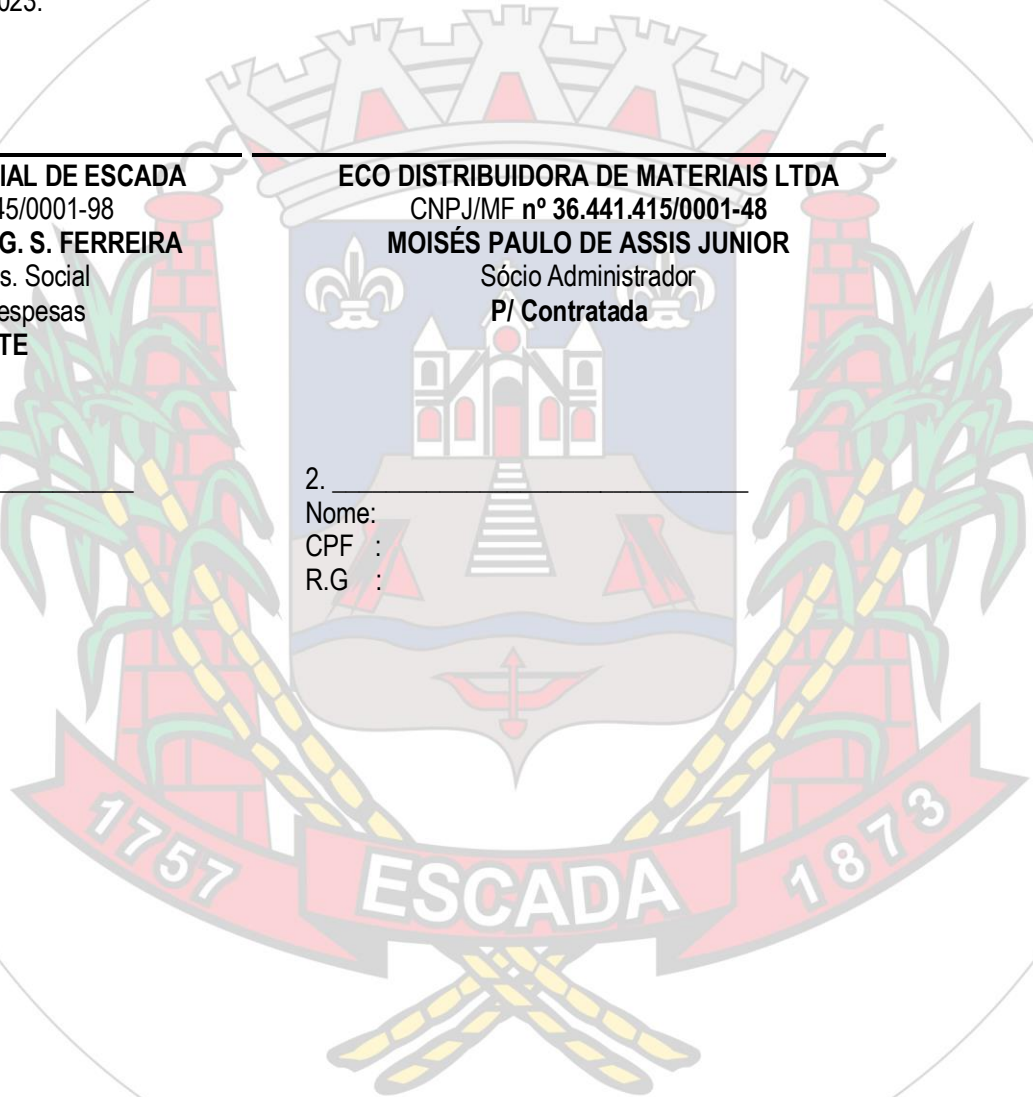 023.
IAL DE ESCADA
45/0001-98
G. S. FERREIRA
s. Social
espesas
TE
ECO DISTRIBUIDORA DE MATERIAIS LTDA
CNPJ/MF nº 36.441.415/0001-48
MOISÉS PAULO DE ASSIS JUNIOR
Sócio Administrador
P/ Contratada
2. ________________________________
Nome:
CPF :
R.G :
1757 ESCADA 1873